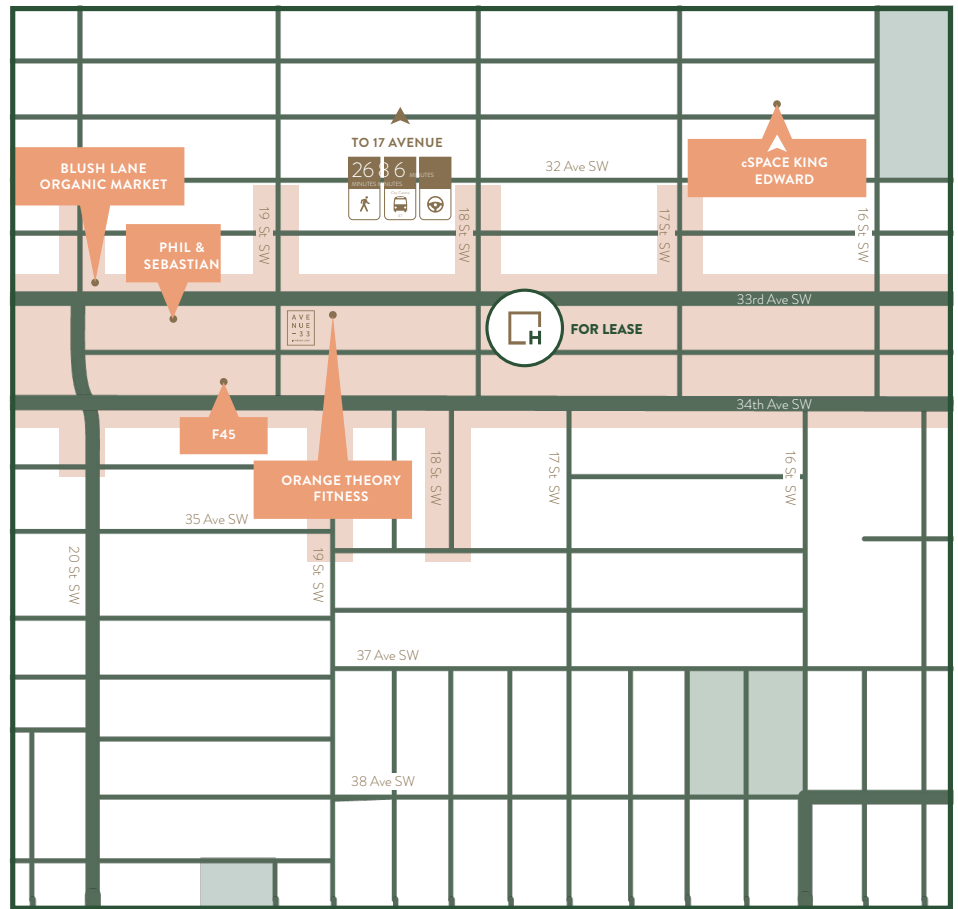 TO 17 AVENUE
26 8 6 MINUTES
MINUTES MINUTES
32 Ave SW
cSPACE KING
EDWARD
BLUSH LANE
ORGANIC MARKET
PHIL &
SEBASTIAN
19 St SW
18 St SW
17 St SW
16 St SW
33rd Ave SW
AVE
NUE
-33
H
FOR LEASE
34th Ave SW
F45
ORANGE THEORY
FITNESS
18 St SW
17 St SW
16 St SW
35 Ave SW
20 St SW
19 St SW
37 Ave SW
38 Ave SW